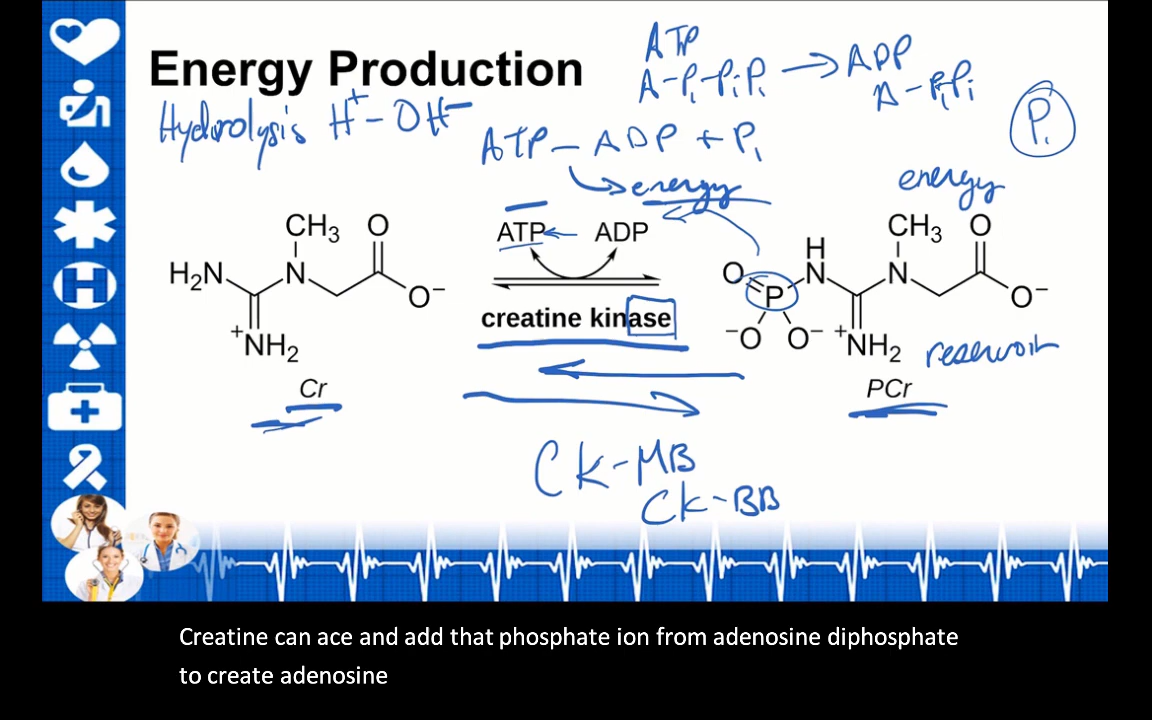 Energy Production
ATP
A-Pi-PiPi → ADP
A-PiPi
Hydrolysis H+-OH-
Pi
ATP - ADP + Pi
energy
energy
CH3 O
ATP ← ADP
H
CH3 O
H2N N O-
O P N N O-
creatine kinase
+NH2
-O O- +NH2
reservoir
Cr
PCr
CK-MB
CK-BB
H
Creatine can ace and add that phosphate ion from adenosine diphosphate
to create adenosine